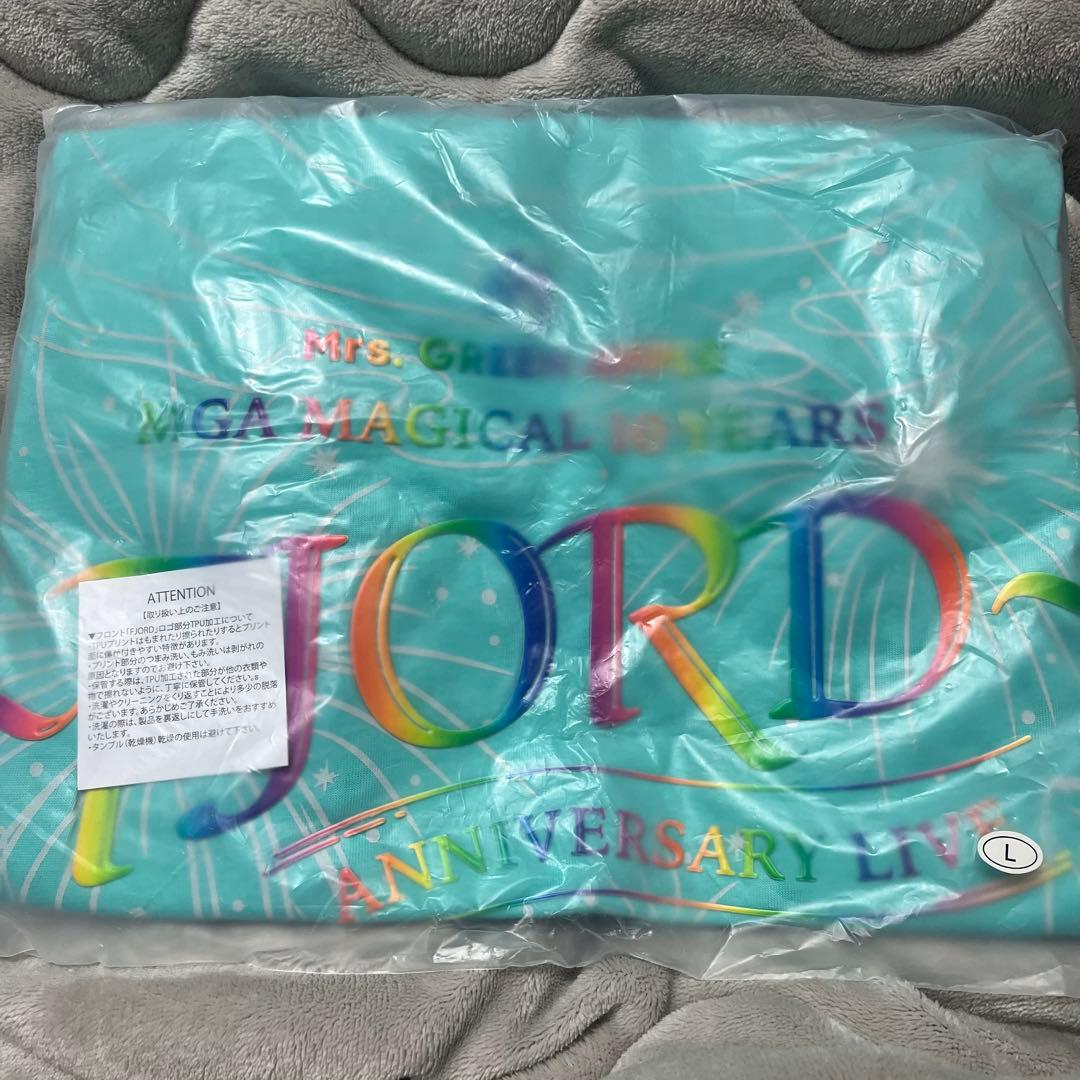 Mrs. GREEN APPLE
MGA MAGICAL 10 YEARS
FJORD
ANNIVERSARY LIVE
L
ATTENTION
【取り扱い上のご注意】
▼フロント「FJORD」ロゴ部分TPU加工について
・TPUプリントはもまれたり擦られたりするとプリント
面に傷が付きやすい特徴があります。
・プリント部分のつまみ洗い、もみ洗いは剥がれの
原因となりますのでお避け下さい。
・保管する際は、TPU加工された部分が他の衣類や
物で擦れないように、丁寧に保管してください。s
・洗濯やクリーニングをくり返すことにより多少の脱落
がございます。あらかじめご了承ください。
・洗濯の際は、製品を裏返しにして手洗いをおすすめ
いたします。
・タンブル(乾燥機)乾燥の使用は避けて下さい。